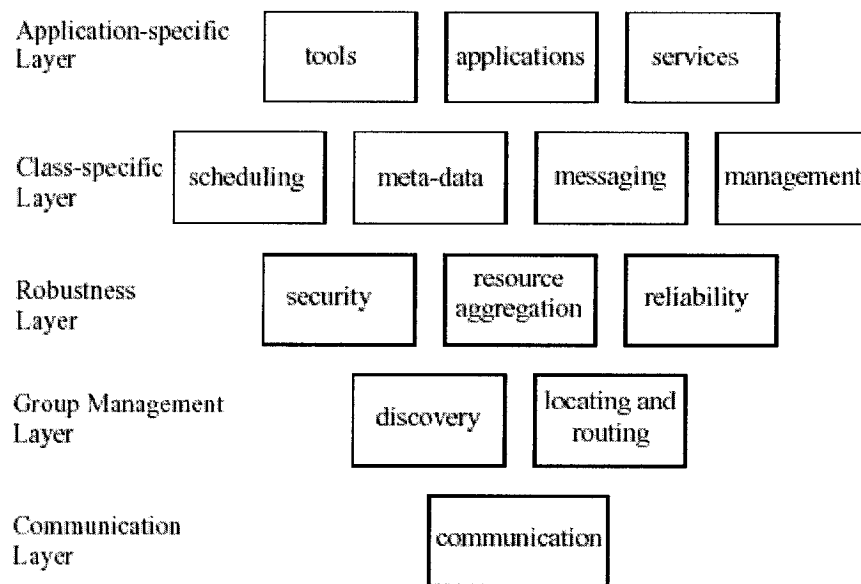 Application-specific
Layer
tools
applications
services
Class-specific
Layer
scheduling
meta-data
messaging
management
Robustness
Layer
security
resource
aggregation
reliability
Group Management
Layer
discovery
locating and
routing
Communication
Layer
communication